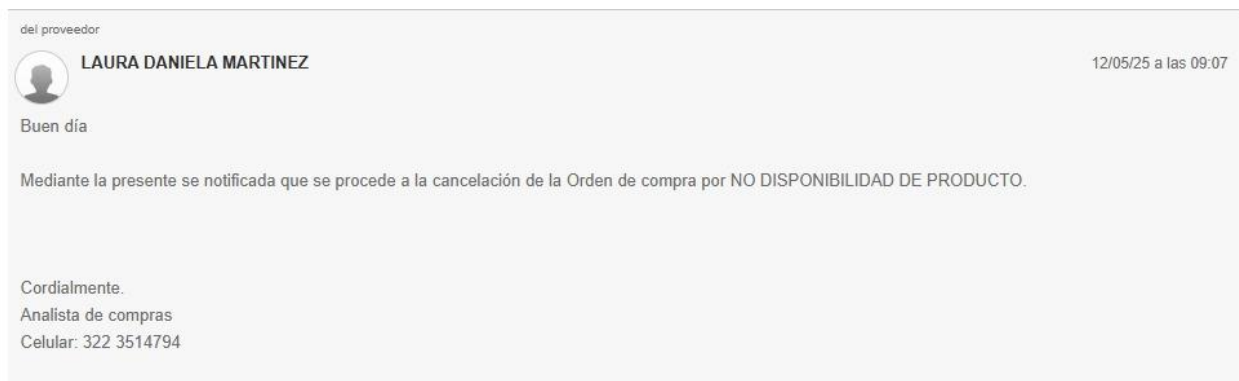 del proveedor
LAURA DANIELA MARTINEZ
12/05/25 a las 09:07
Buen día
Mediante la presente se notificada que se procede a la cancelación de la Orden de compra por NO DISPONIBILIDAD DE PRODUCTO.
Cordialmente.
Analista de compras
Celular: 322 3514794